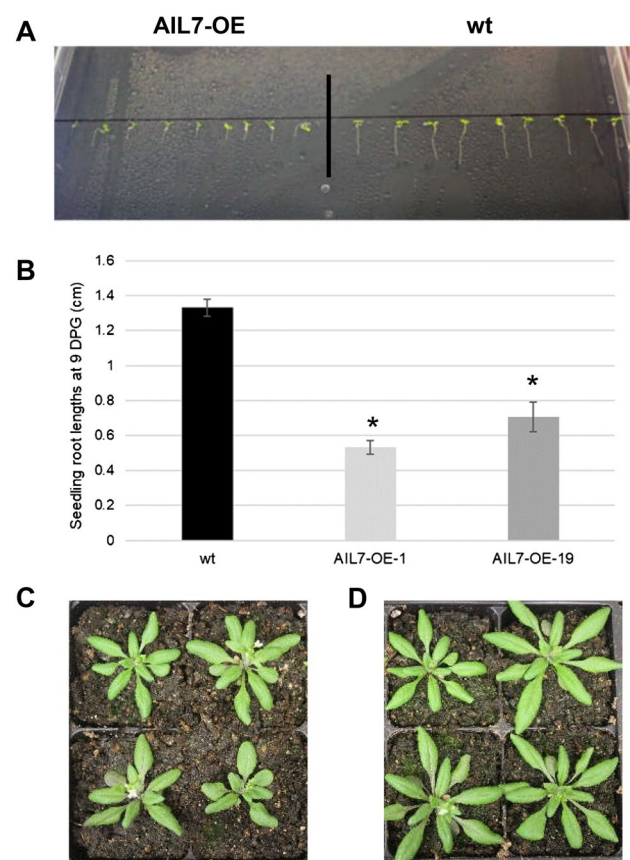 A
AIL7-OE
wt
B
Seedling root lengths at 9 DPG (cm)
1.6
1.4
1.2
1
0.8
0.6
0.4
0.2
0
*
*
wt
AIL7-OE-1
AIL7-OE-19
C
D